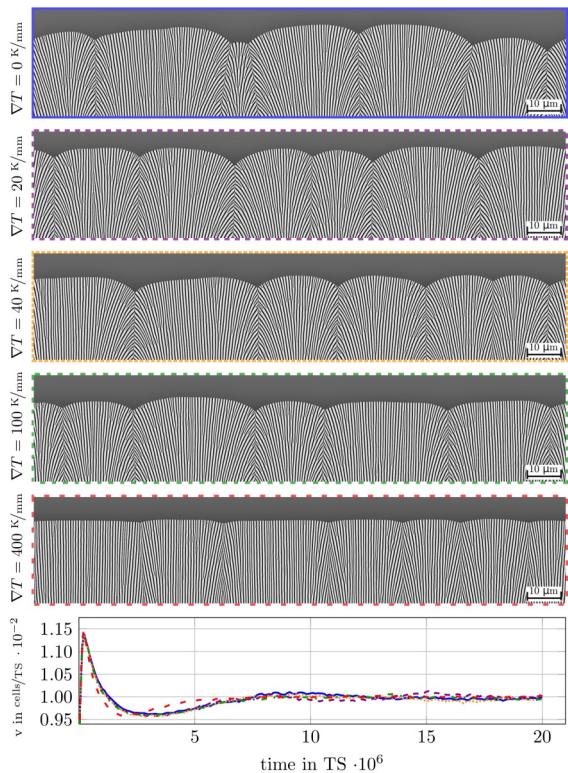 ∇T = 0 K/mm
10 μm
∇T = 20 K/mm
10 μm
∇T = 40 K/mm
10 μm
∇T = 100 K/mm
10 μm
∇T = 400 K/mm
10 μm
v in cells/TS · 10⁻²
1.15
1.10
1.05
1.00
0.95
5 10 15 20
time in TS ·10⁶